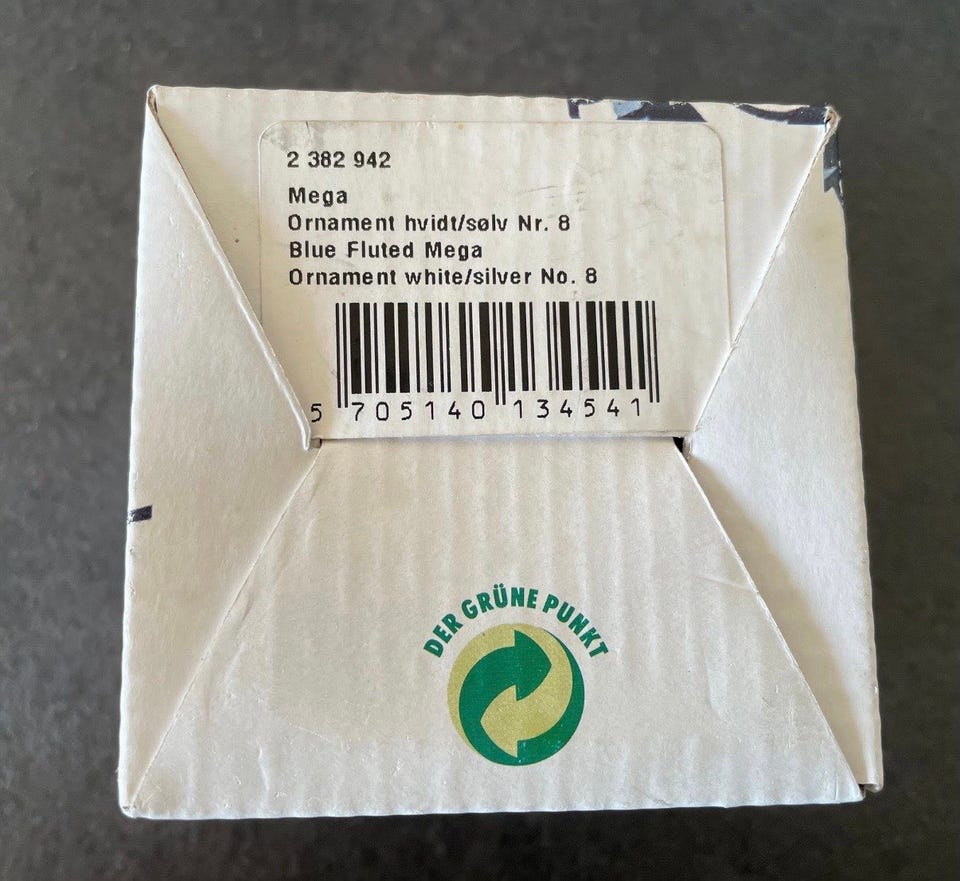 2 382 942
Mega
Ornament hvidt/sølv Nr. 8
Blue Fluted Mega
Ornament white/silver No. 8
5 705140 134541
DER GRÜNE PUNKT